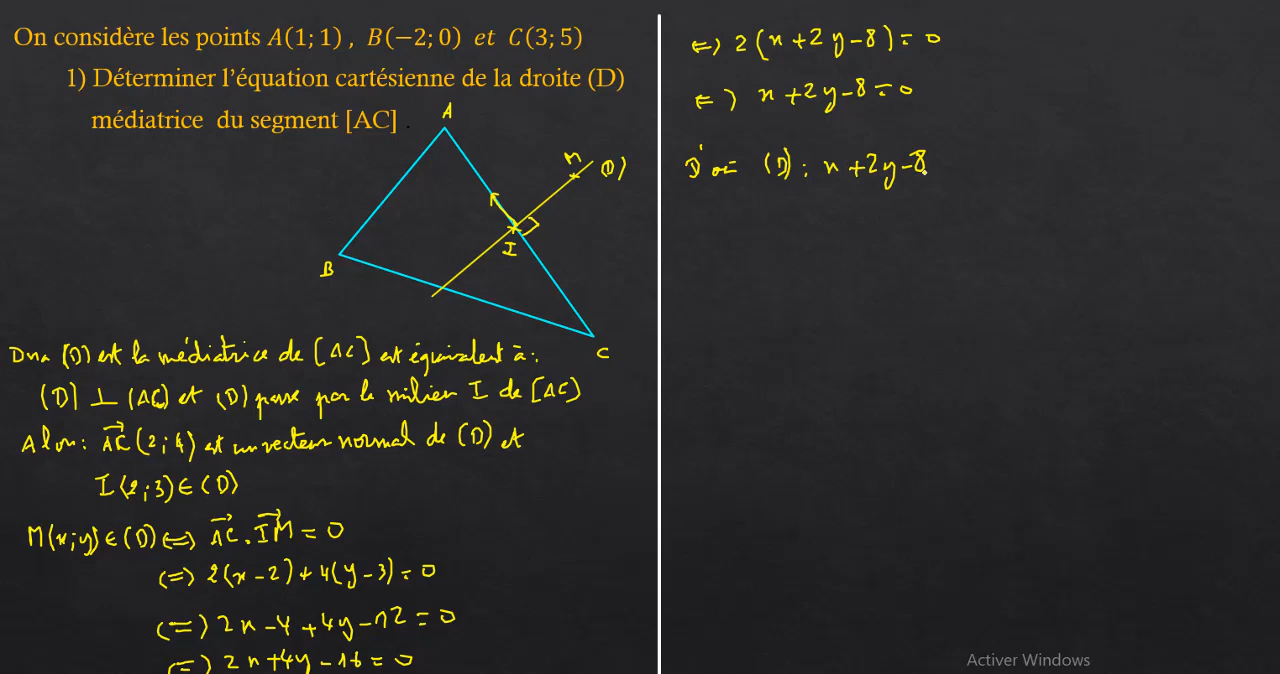 On considère les points A(1;1) , B(−2;0) et C(3;5)
1) Déterminer l'équation cartésienne de la droite (D)
médiatrice du segment [AC] .
A
M
(D)
I
B
C
(D) est la médiatrice de [AC] est équivalent à :
(D) ⊥ (AC) et (D) passe par le milieu I de [AC]
Alors : AC→(2;4) est un vecteur normal de (D) et
I(2;3) ∈ (D)
M(x;y) ∈ (D) ⇔ AC→ . IM→ = 0
⇔ 2(x−2)+4(y−3)=0
⇔ 2x−4+4y−12=0
⇔ 2x+4y−16=0
⇔ 2(x+2y−8)=0
⇔ x+2y−8=0
D'où (D) : x+2y−8
Activer Windows